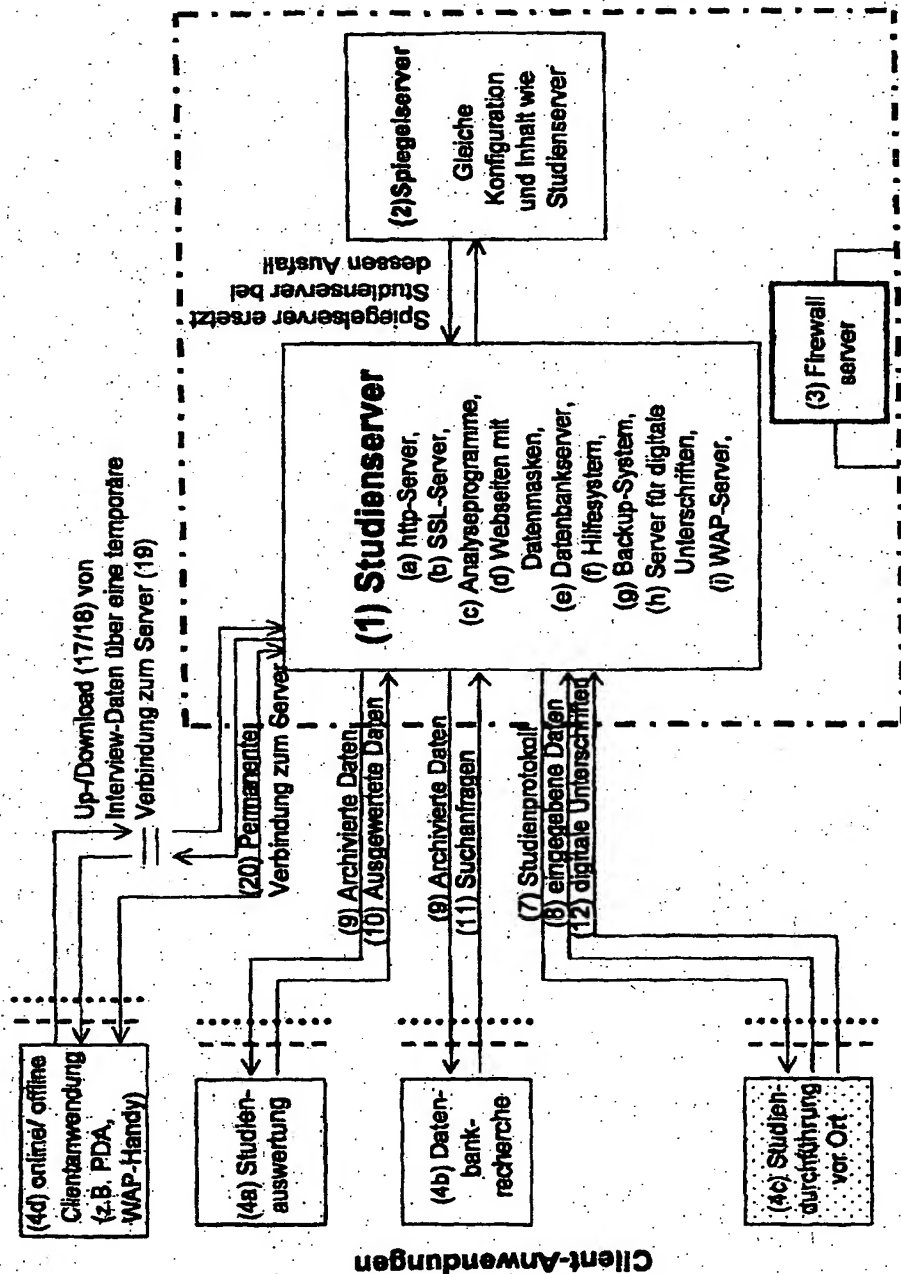 Client-Anwendungen
(4d) online/ offline
Clientanwendung
(z.B. PDA,
WAP-Handy)
(4a) Studien-
auswertung
(4b) Daten-
bank-
recherche
(4c) Studien-
durchführung
vor Ort
Up-/Download (17/18) von
Interview-Daten über eine temporäre
Verbindung zum Server (19)
(20) Permanente
Verbindung zum Server
(9) Archivierte Daten
(10) Ausgewertete Daten
(9) Archivierte Daten
(11) Suchanfragen
(7) Studienprotokoll
(8) eingegebene Daten
(12) digitale Unterschriften
(1) Studienserver
(a) http-Server,
(b) SSL-Server,
(c) Analyseprogramme,
(d) Webseiten mit
Datenmasken,
(e) Datenbankserver,
(f) Hilfesystem,
(g) Backup-System,
(h) Server für digitale
Unterschriften,
(i) WAP-Server,
Spiegelserver ersetzt
Studienserver bei
dessen Ausfall
(2)Spiegelserver
Gleiche
Konfiguration
und Inhalt wie
Studienserver
(3) Firewall
server